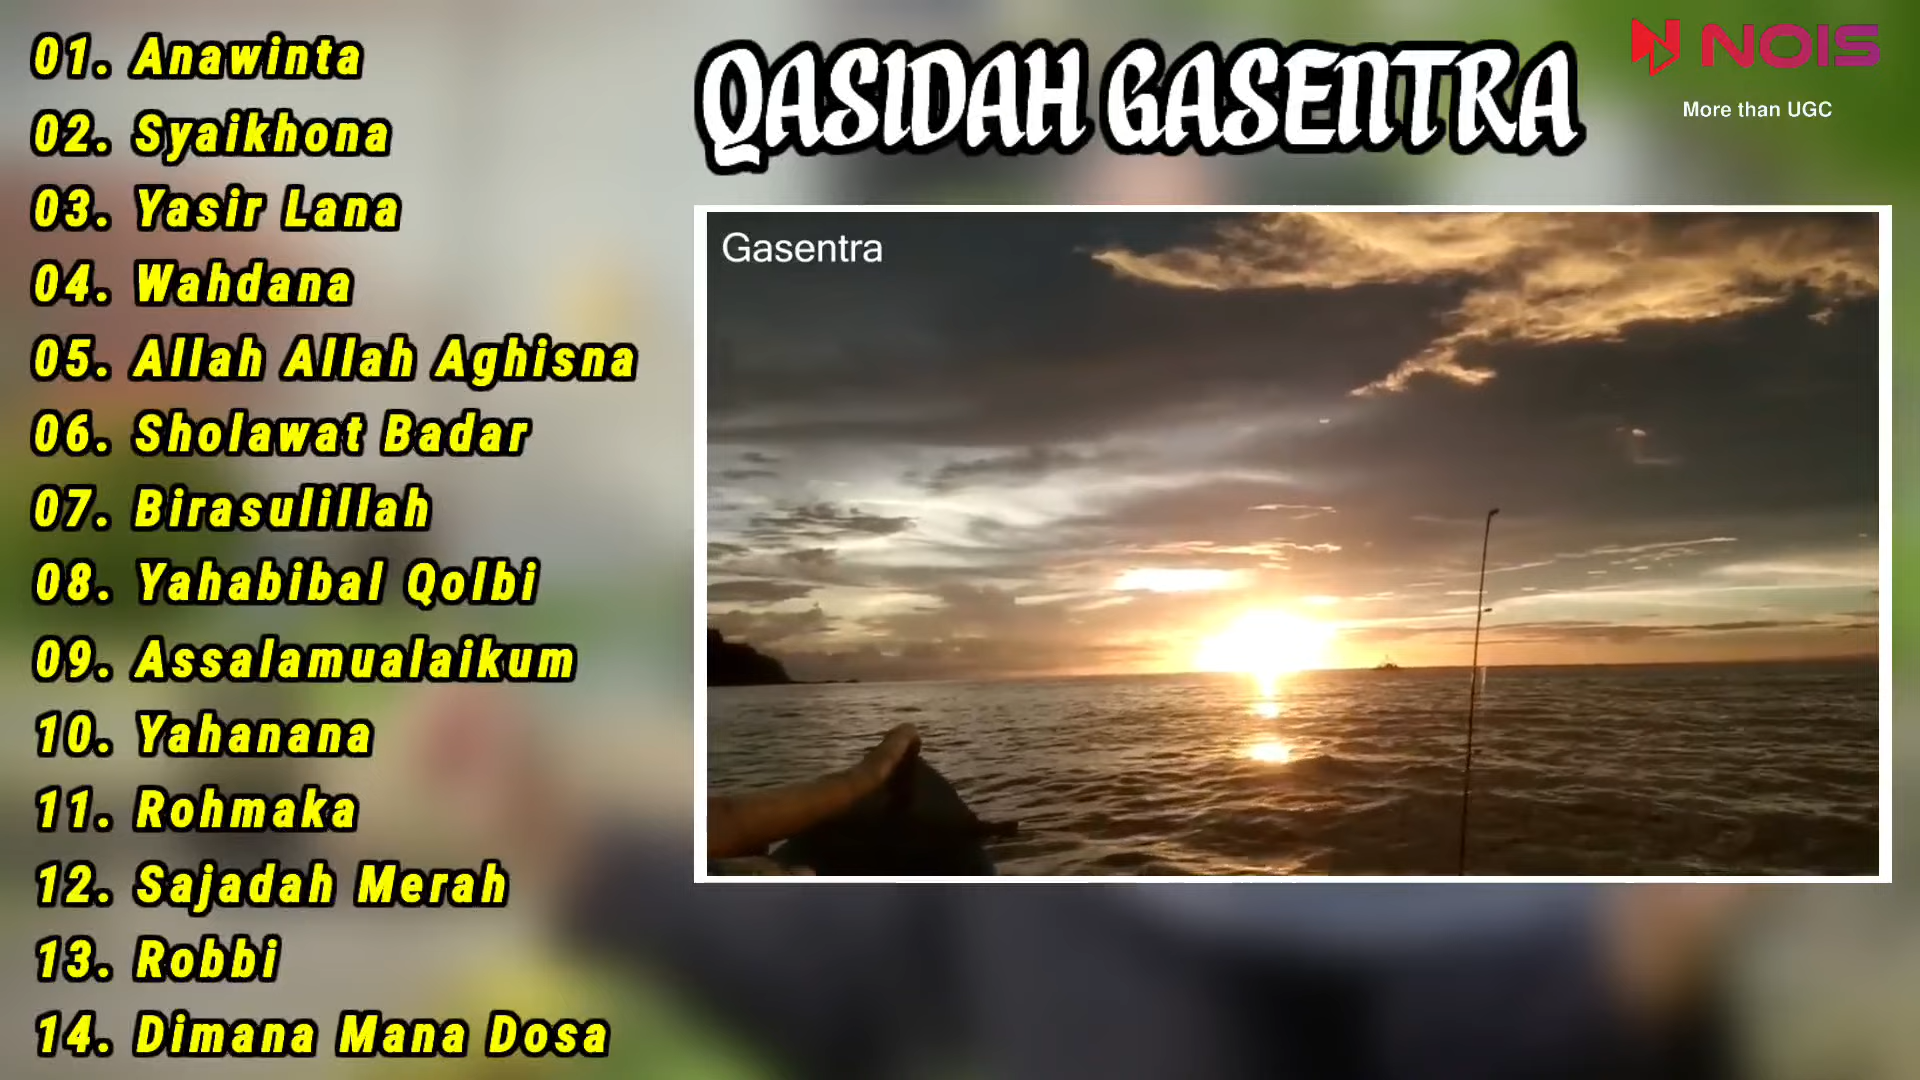 01. Anawinta
02. Syaikhona
03. Yasir Lana
04. Wahdana
05. Allah Allah Aghisna
06. Sholawat Badar
07. Birasulillah
08. Yahabibal Qolbi
09. Assalamualaikum
10. Yahanana
11. Rohmaka
12. Sajadah Merah
13. Robbi
14. Dimana Mana Dosa
QASIDAH GASENTRA
NOIS
More than UGC
Gasentra